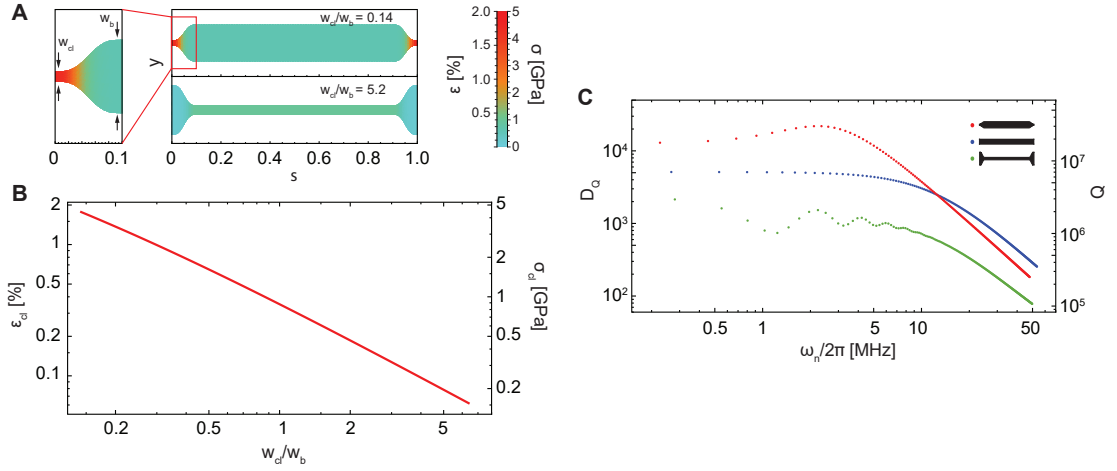 A
w_cl
w_b
0
0.1
y
w_cl/w_b = 0.14
w_cl/w_b = 5.2
0
0.2
0.4
0.6
0.8
1.0
s
2.0
1.5
1.0
0.5
0
ε [%]
5
4
3
2
1
0
σ [GPa]
B
2
1
0.5
0.2
0.1
ε_cl [%]
5
2
1
0.5
0.2
σ_cl [GPa]
0.2
0.5
1
2
5
w_cl/w_b
C
10^4
10^3
10^2
D_Q
10^7
10^6
10^5
Q
0.5
1
5
10
50
ω_n/2π [MHz]